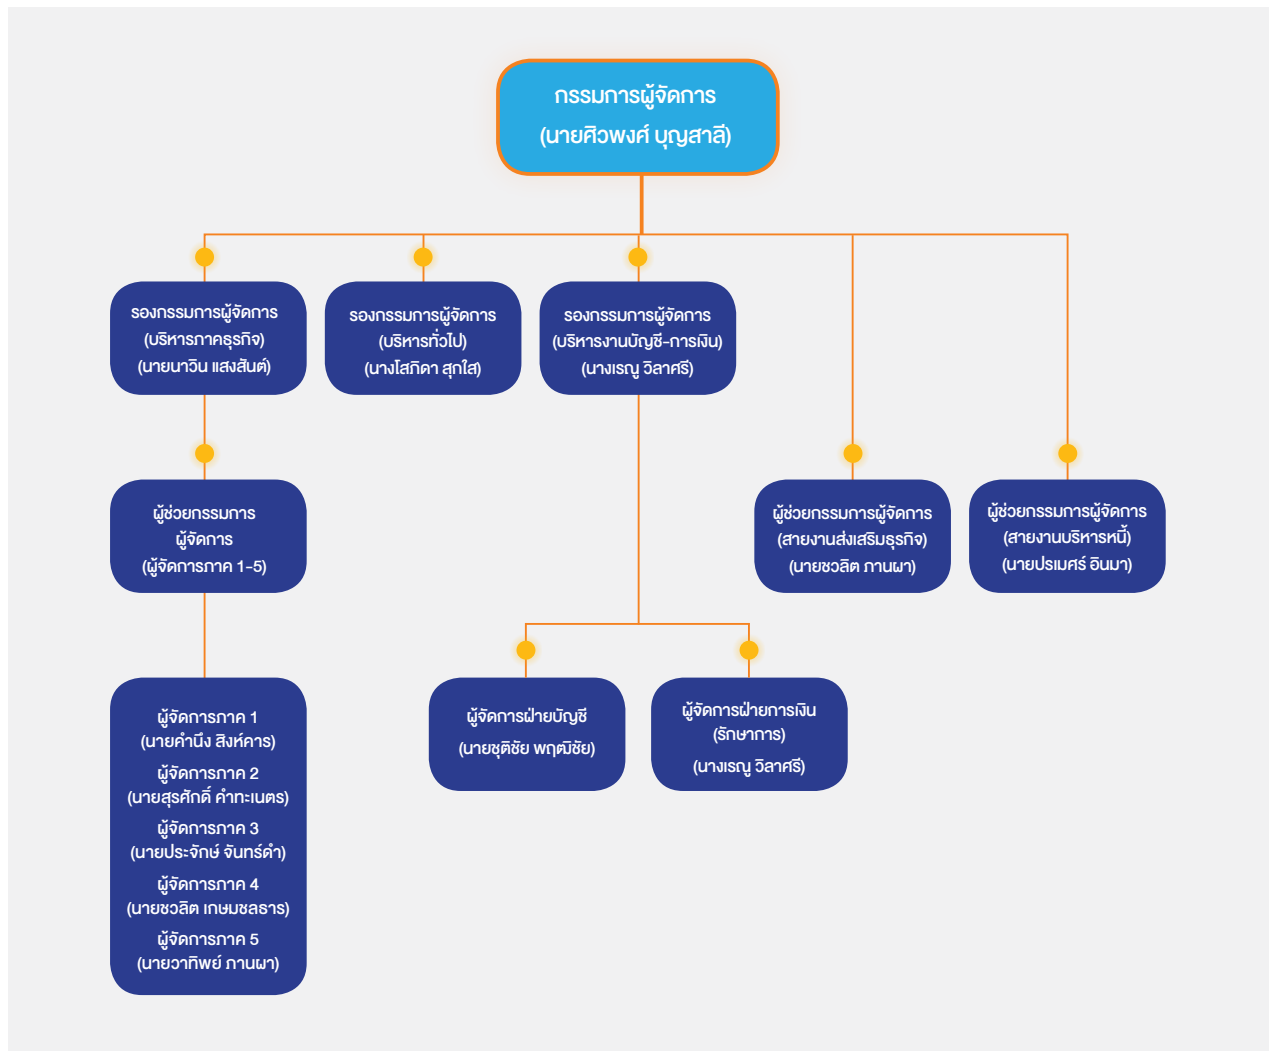 กรรมการผู้จัดการ
(นายศิวพงศ์ บุญสาลี)
รองกรรมการผู้จัดการ
(บริหารภาคธุรกิจ)
(นายนาวิน แสงสันต์)
รองกรรมการผู้จัดการ
(บริหารทั่วไป)
(นางโสภิดา สุกใส)
รองกรรมการผู้จัดการ
(บริหารงานบัญชี-การเงิน)
(นางเรณู วิลาศรี)
ผู้ช่วยกรรมการ
ผู้จัดการ
(ผู้จัดการภาค 1-5)
ผู้ช่วยกรรมการผู้จัดการ
(สายงานส่งเสริมธุรกิจ)
(นายชวลิต ภานผา)
ผู้ช่วยกรรมการผู้จัดการ
(สายงานบริหารหนี้)
(นายปรเมศร์ อินมา)
ผู้จัดการภาค 1
(นายคำนึง สิงห์คาร)
ผู้จัดการภาค 2
(นายสุรศักดิ์ คำทะเนตร)
ผู้จัดการภาค 3
(นายประจักษ์ จันทร์ดำ)
ผู้จัดการภาค 4
(นายชวลิต เกษมชลธาร)
ผู้จัดการภาค 5
(นายวาทิพย์ ภานผา)
ผู้จัดการฝ่ายบัญชี
(นายชุติชัย พฤฒิชัย)
ผู้จัดการฝ่ายการเงิน
(รักษาการ)
(นางเรณู วิลาศรี)